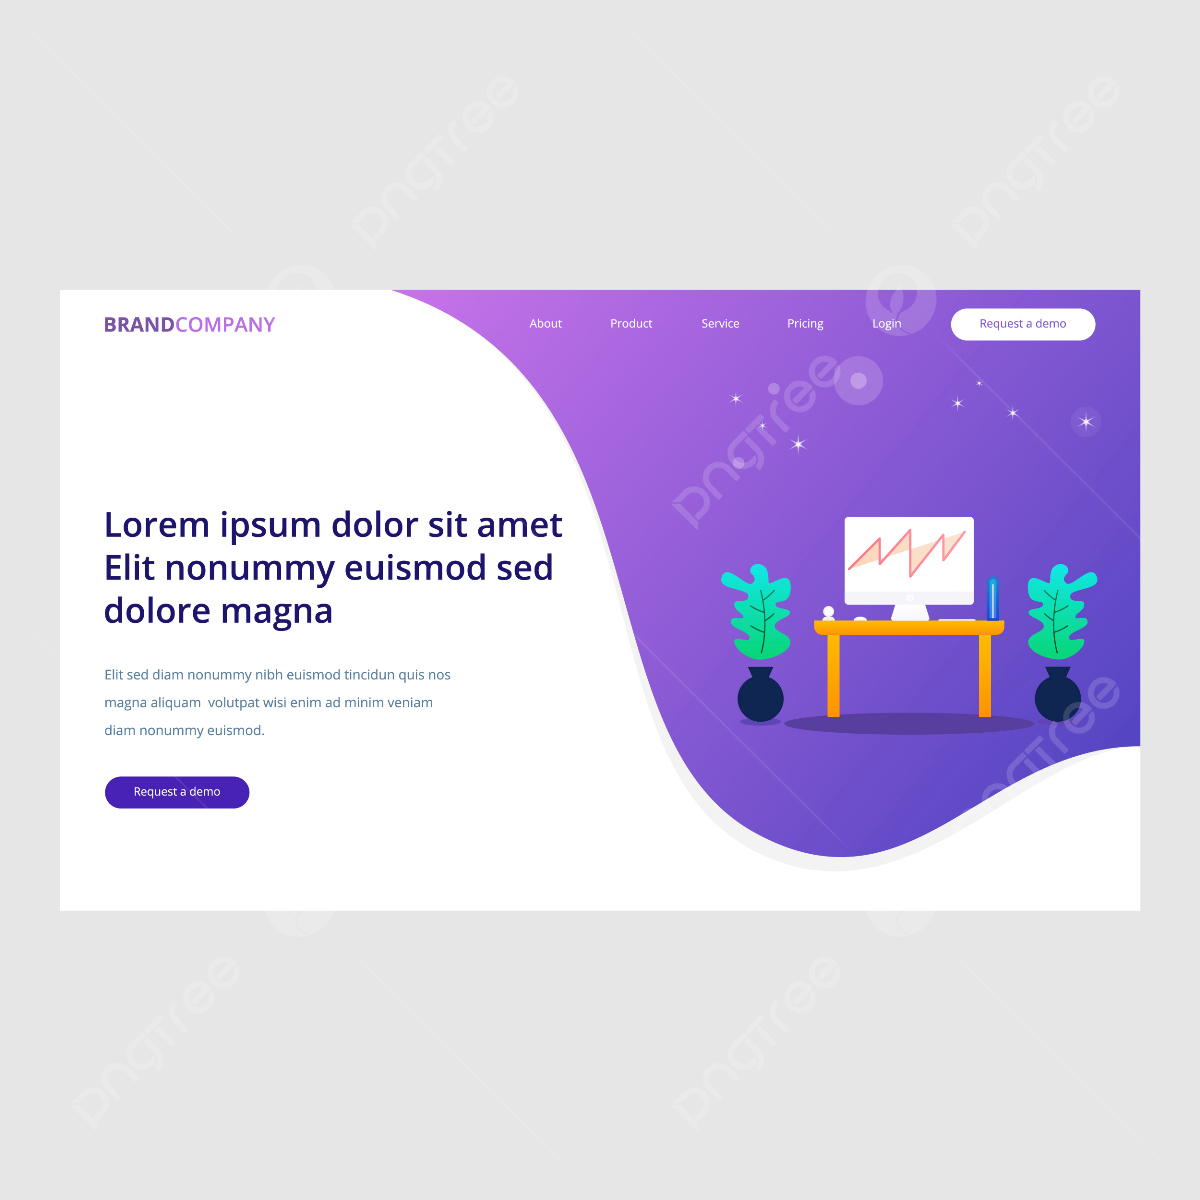 BRANDCOMPANY
About Product Service Pricing Login Request a demo
Lorem ipsum dolor sit amet
Elit nonummy euismod sed
dolore magna
Elit sed diam nonummy nibh euismod tincidun quis nos
magna aliquam  volutpat wisi enim ad minim veniam
diam nonummy euismod.
Request a demo
pngtree
pngtree
pngtree
pngtree
pngtree
pngtree